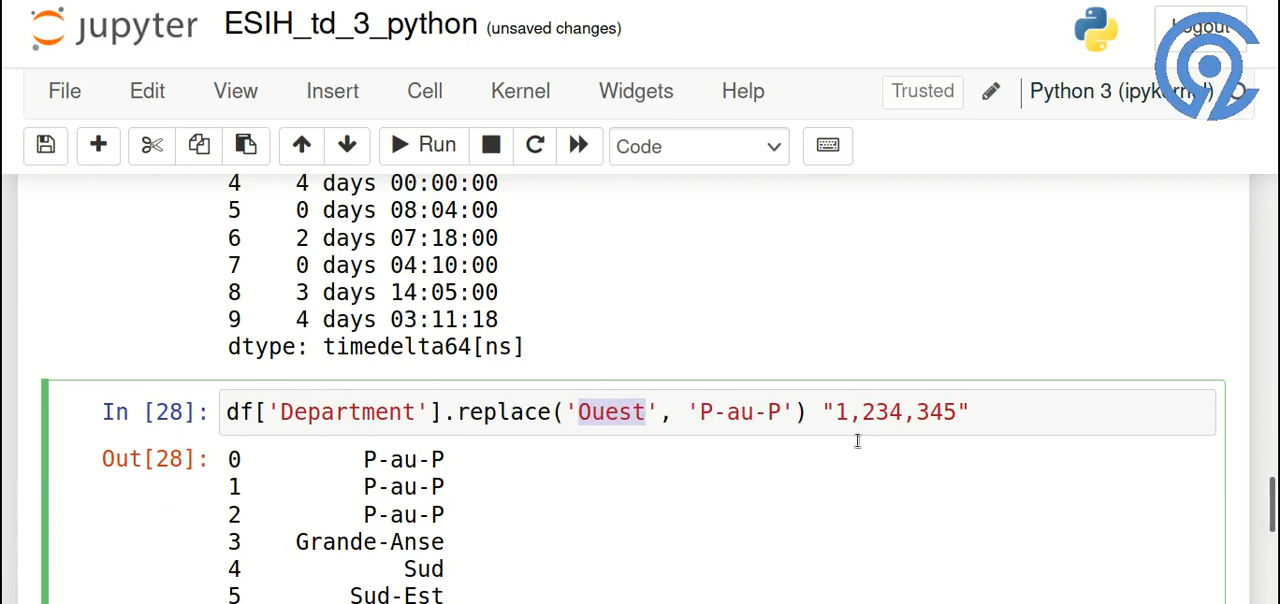 jupyter ESIH_td_3_python (unsaved changes) Logout
File Edit View Insert Cell Kernel Widgets Help Trusted Python 3 (ipykernel)
Run Code
4 4 days 00:00:00
5 0 days 08:04:00
6 2 days 07:18:00
7 0 days 04:10:00
8 3 days 14:05:00
9 4 days 03:11:18
dtype: timedelta64[ns]
In [28]: df['Department'].replace('Ouest', 'P-au-P') "1,234,345"
Out[28]: 0 P-au-P
1 P-au-P
2 P-au-P
3 Grande-Anse
4 Sud
5 Sud-Est